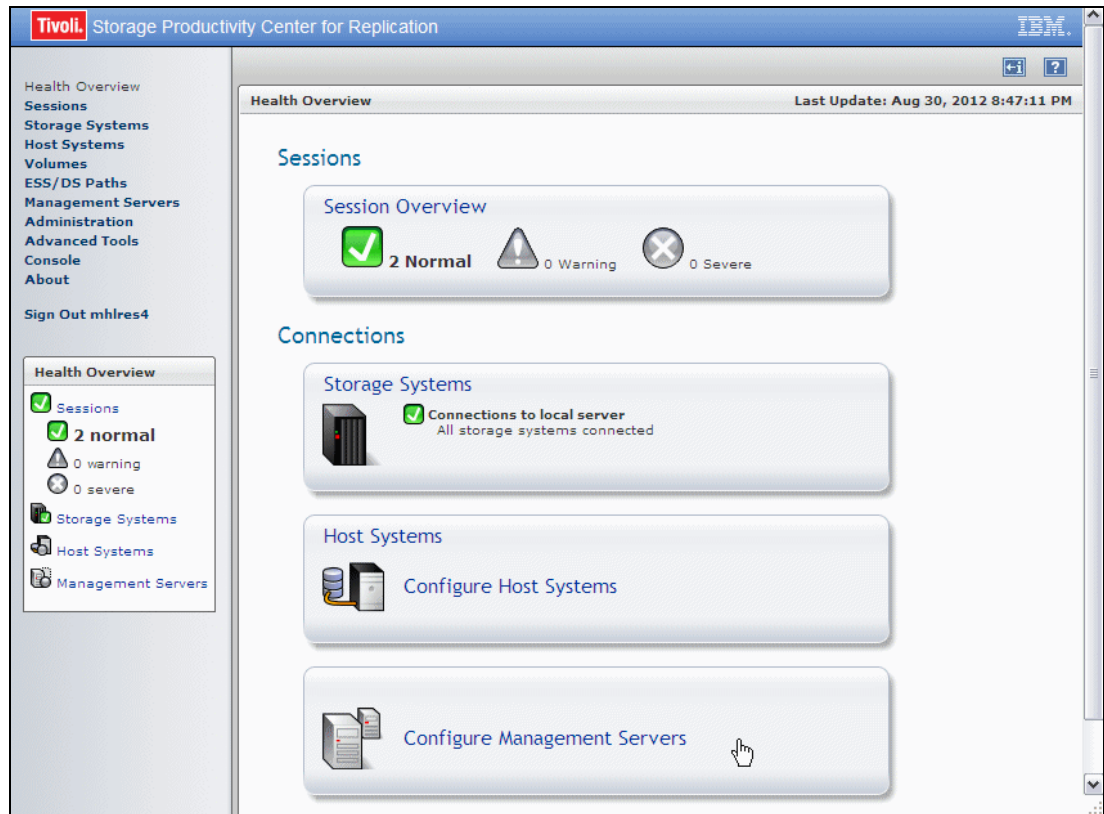 Tivoli. Storage Productivity Center for Replication
IBM.
Health Overview
Sessions
Storage Systems
Host Systems
Volumes
ESS/DS Paths
Management Servers
Administration
Advanced Tools
Console
About
Sign Out mhlres4
Health Overview
Sessions
2 normal
0 warning
0 severe
Storage Systems
Host Systems
Management Servers
?
Health Overview
Last Update: Aug 30, 2012 8:47:11 PM
Sessions
Session Overview
2 Normal
0 Warning
0 Severe
Connections
Storage Systems
Connections to local server
All storage systems connected
Host Systems
Configure Host Systems
Configure Management Servers